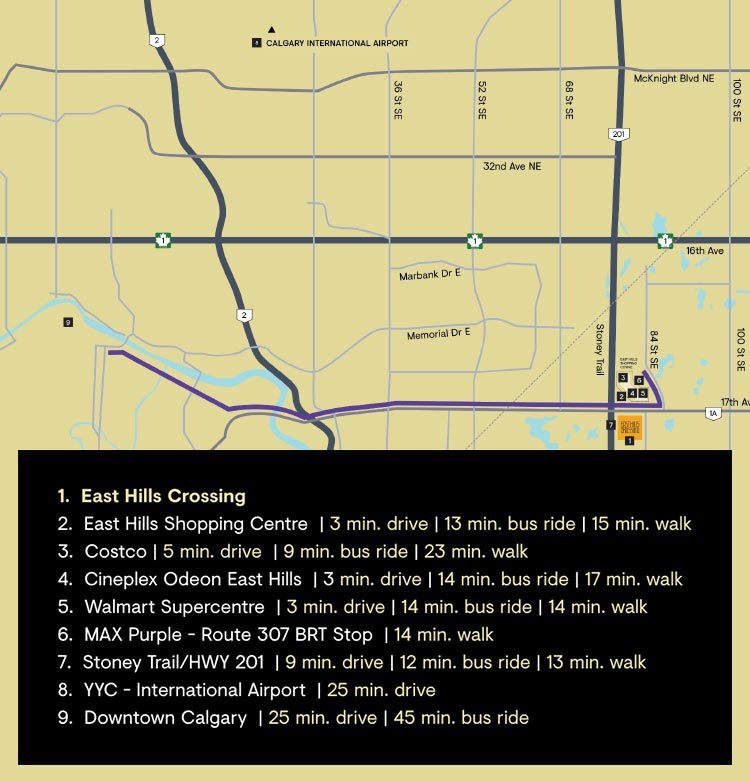 2
8 CALGARY INTERNATIONAL AIRPORT
McKnight Blvd NE
36 St SE
52 St SE
68 St SE
100 St SE
201
32nd Ave NE
1
1
1
16th Ave
Marbank Dr E
2
9
Memorial Dr E
Stoney Trail
84 St SE
100 St SE
EAST HILLS
SHOPPING
CENTRE
3
6
2
4
5
17th Av
1A
7
1
1. East Hills Crossing
2. East Hills Shopping Centre | 3 min. drive | 13 min. bus ride | 15 min. walk
3. Costco | 5 min. drive | 9 min. bus ride | 23 min. walk
4. Cineplex Odeon East Hills | 3 min. drive | 14 min. bus ride | 17 min. walk
5. Walmart Supercentre | 3 min. drive | 14 min. bus ride | 14 min. walk
6. MAX Purple - Route 307 BRT Stop | 14 min. walk
7. Stoney Trail/HWY 201 | 9 min. drive | 12 min. bus ride | 13 min. walk
8. YYC - International Airport | 25 min. drive
9. Downtown Calgary | 25 min. drive | 45 min. bus ride